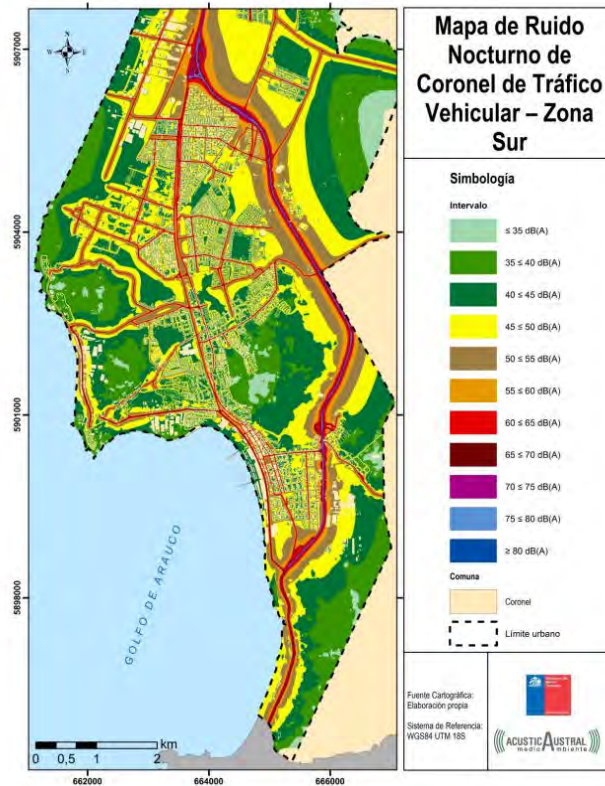 Mapa de Ruido
Nocturno de
Coronel de Tráfico
Vehicular – Zona
Sur
Simbología
Intervalo
≤ 35 dB(A)
35 ≤ 40 dB(A)
40 ≤ 45 dB(A)
45 ≤ 50 dB(A)
50 ≤ 55 dB(A)
55 ≤ 60 dB(A)
60 ≤ 65 dB(A)
65 ≤ 70 dB(A)
70 ≤ 75 dB(A)
75 ≤ 80 dB(A)
≥ 80 dB(A)
Comuna
Coronel
Límite urbano
Fuente Cartográfica:
Elaboración propia
Sistema de Referencia:
WGS84 UTM 18S
ACUSTICAUSTRAL
medio ambiente
5907000
5904000
5901000
5898000
N
W E
S
GOLFO DE ARAUCO
km
0 0,5 1 2
662000 664000 666000